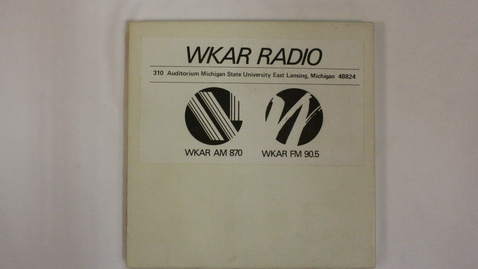 WKAR RADIO
310 Auditorium Michigan State University East Lansing, Michigan 48824
WKAR AM 870 WKAR FM 90.5